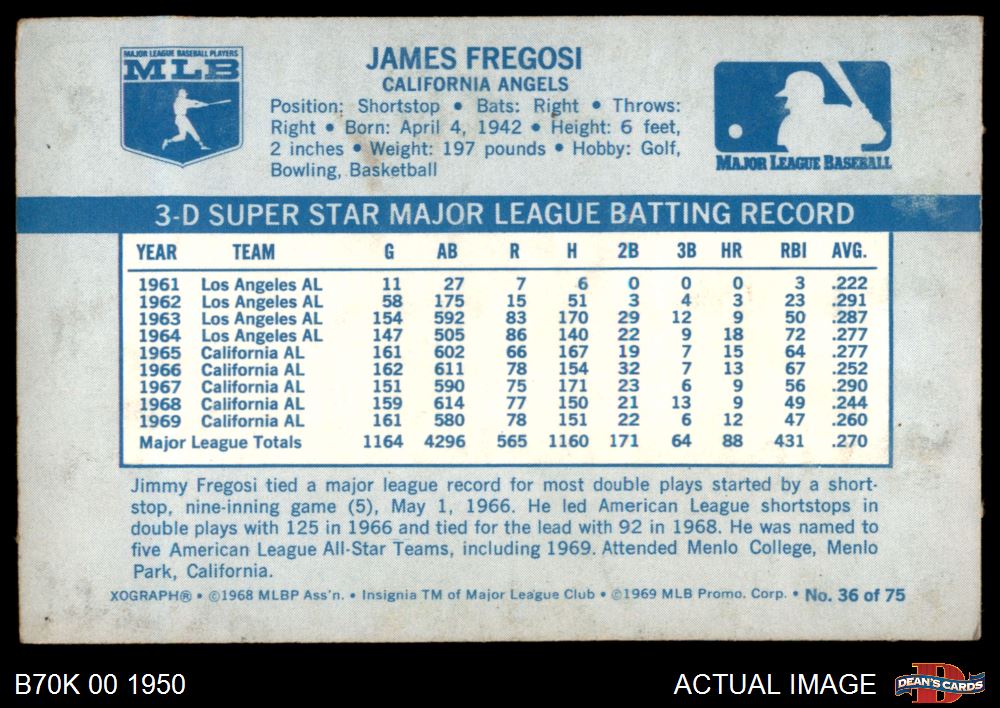 MAJOR LEAGUE BASEBALL PLAYERS
MLB
JAMES FREGOSI
CALIFORNIA ANGELS
Position: Shortstop • Bats: Right • Throws:
Right • Born: April 4, 1942 • Height: 6 feet,
2 inches • Weight: 197 pounds • Hobby: Golf,
Bowling, Basketball
MAJOR LEAGUE BASEBALL
3-D SUPER STAR MAJOR LEAGUE BATTING RECORD
YEAR TEAM G AB R H 2B 3B HR RBI AVG.
1961 Los Angeles AL 11 27 7 6 0 0 0 3 .222
1962 Los Angeles AL 58 175 15 51 3 4 3 23 .291
1963 Los Angeles AL 154 592 83 170 29 12 9 50 .287
1964 Los Angeles AL 147 505 86 140 22 9 18 72 .277
1965 California AL 161 602 66 167 19 7 15 64 .277
1966 California AL 162 611 78 154 32 7 13 67 .252
1967 California AL 151 590 75 171 23 6 9 56 .290
1968 California AL 159 614 77 150 21 13 9 49 .244
1969 California AL 161 580 78 151 22 6 12 47 .260
Major League Totals 1164 4296 565 1160 171 64 88 431 .270
Jimmy Fregosi tied a major league record for most double plays started by a short-
stop, nine-inning game (5), May 1, 1966. He led American League shortstops in
double plays with 125 in 1966 and tied for the lead with 92 in 1968. He was named to
five American League All-Star Teams, including 1969. Attended Menlo College, Menlo
Park, California.
XOGRAPH® • ©1968 MLBP Ass'n. • Insignia TM of Major League Club • ©1969 MLB Promo. Corp. • No. 36 of 75
B70K 00 1950
ACTUAL IMAGE
DEAN'S CARDS